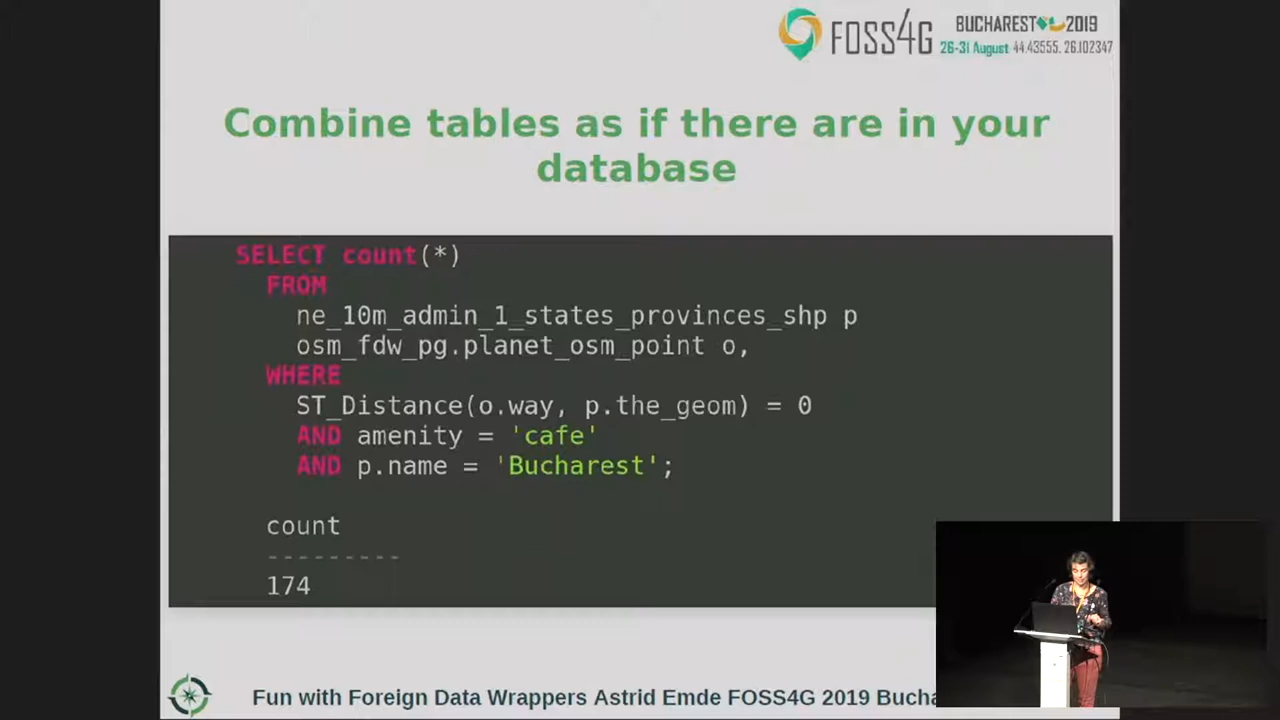 FOSS4G
BUCHAREST 2019
26-31 August 44.43555, 26.102347
Combine tables as if there are in your
database
SELECT count(*)
FROM
ne_10m_admin_1_states_provinces_shp p
osm_fdw_pg.planet_osm_point o,
WHERE
ST_Distance(o.way, p.the_geom) = 0
AND amenity = 'cafe'
AND p.name = 'Bucharest';
count
---------
174
Fun with Foreign Data Wrappers Astrid Emde FOSS4G 2019 Bucha